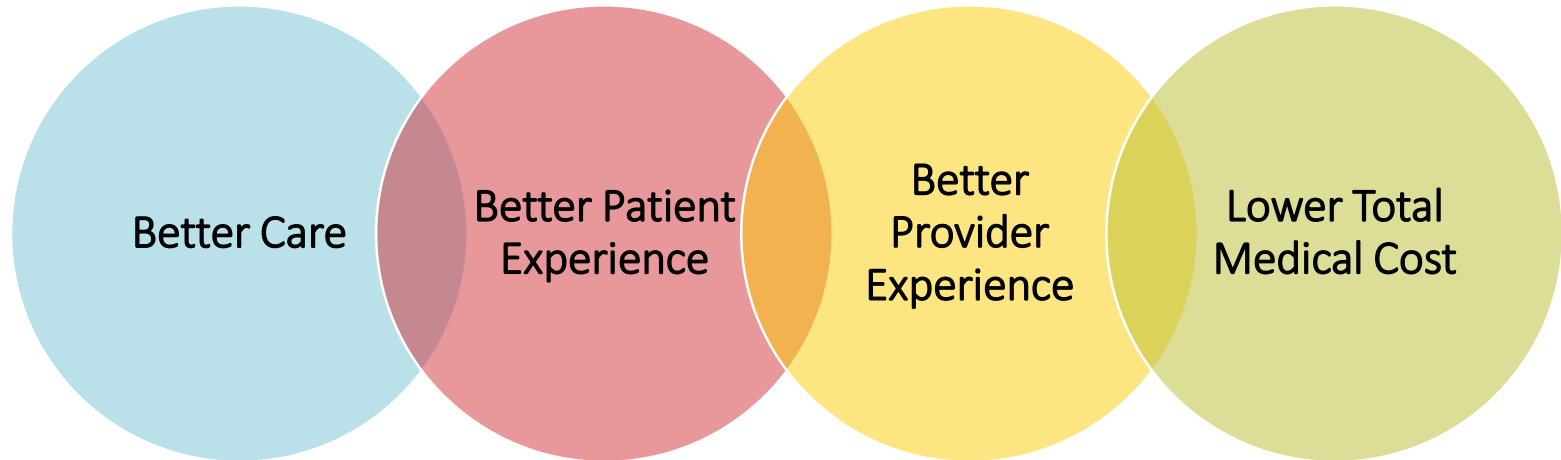 Better Care
Better Patient
Experience
Better
Provider
Experience
Lower Total
Medical Cost